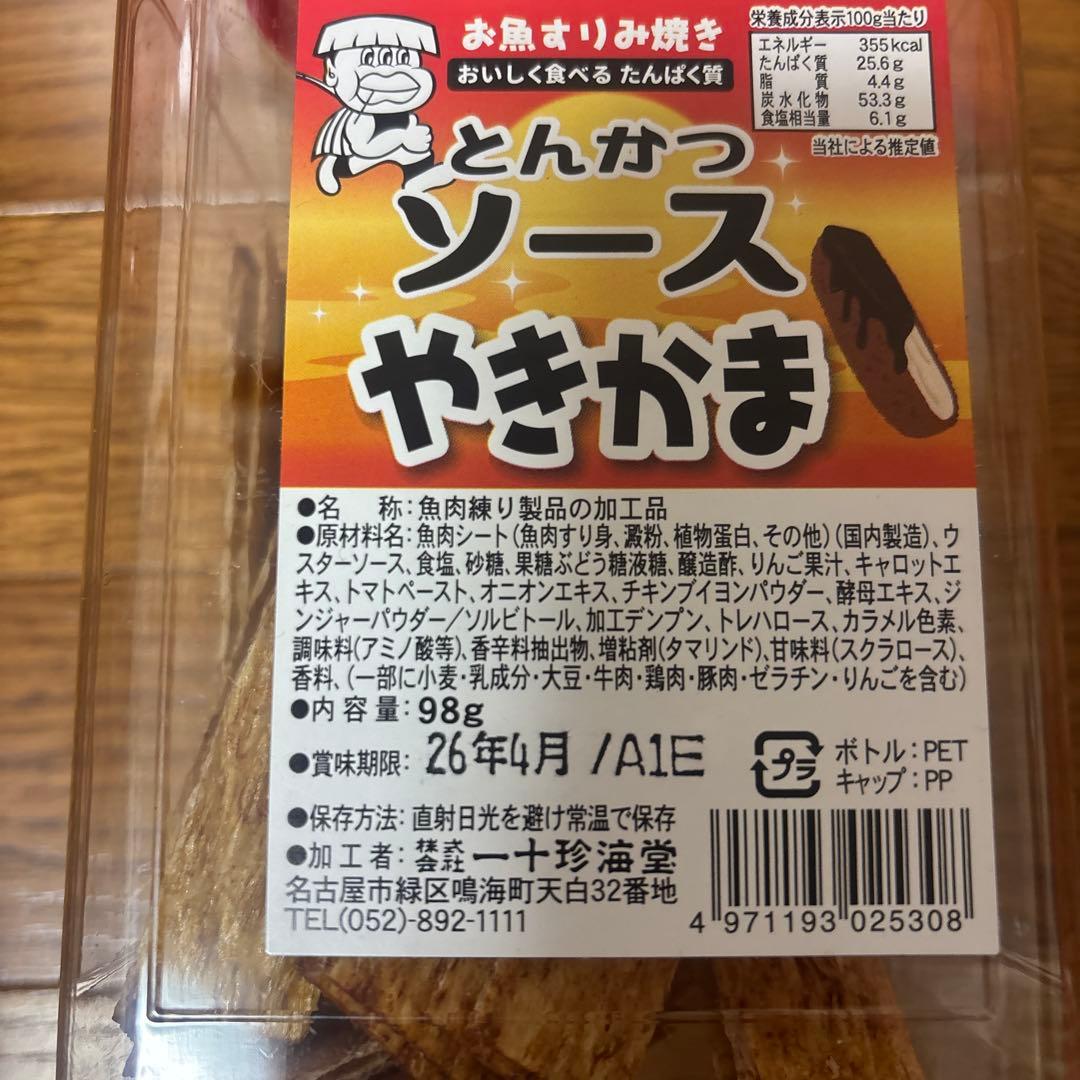 お魚すりみ焼き
おいしく食べる たんぱく質
とんかつ
ソース
やきかま
栄養成分表示100g当たり
エネルギー 355kcal
たんぱく質 25.6g
脂質 4.4g
炭水化物 53.3g
食塩相当量 6.1g
当社による推定値
●名 称:魚肉練り製品の加工品
●原材料名:魚肉シート(魚肉すり身、澱粉、植物蛋白、その他)(国内製造)、ウ
スターソース、食塩、砂糖、果糖ぶどう糖液糖、醸造酢、りんご果汁、キャロットエ
キス、トマトペースト、オニオンエキス、チキンブイヨンパウダー、酵母エキス、ジ
ンジャーパウダー/ソルビトール、加工デンプン、トレハロース、カラメル色素、
調味料(アミノ酸等)、香辛料抽出物、増粘剤(タマリンド)、甘味料(スクラロース)、
香料、(一部に小麦・乳成分・大豆・牛肉・鶏肉・豚肉・ゼラチン・りんごを含む)
●内容量:98g
●賞味期限: 26年4月 /A1E
プラ
ボトル:PET
キャップ:PP
●保存方法:直射日光を避け常温で保存
●加工者:株式会社一十珍海堂
名古屋市緑区鳴海町天白32番地
TEL(052)-892-1111
4 971193 025308